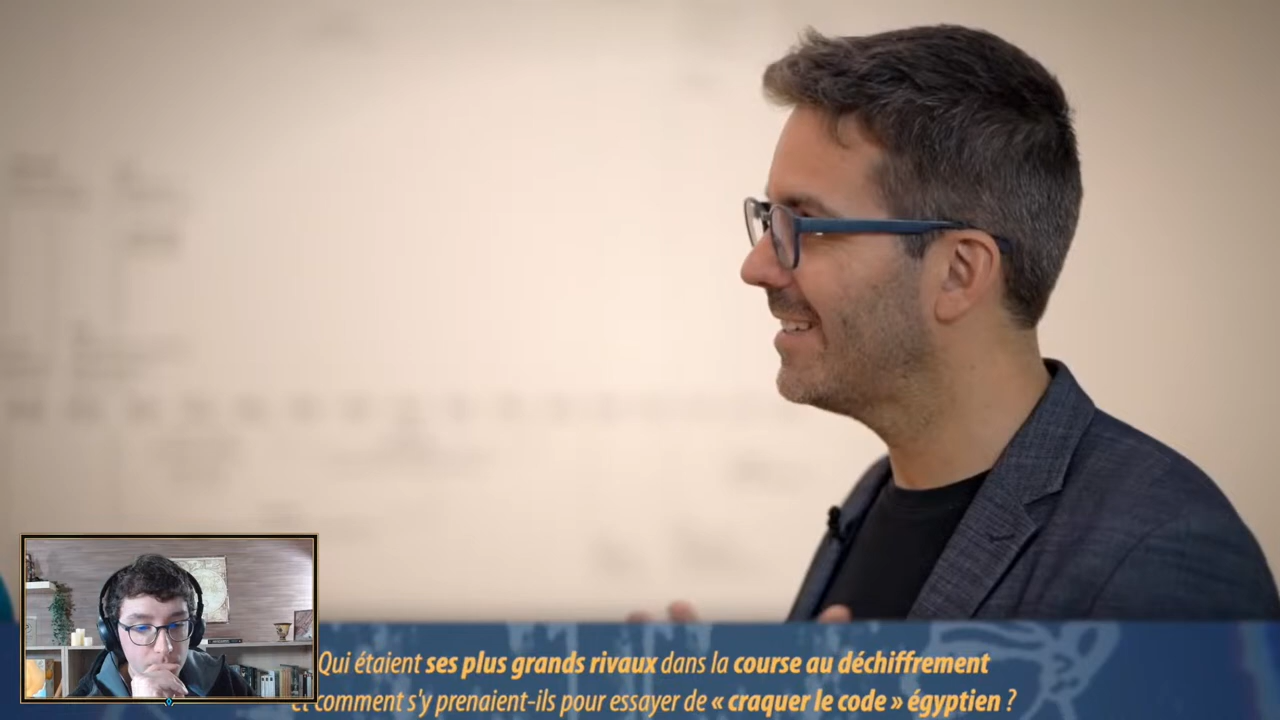 Qui étaient ses plus grands rivaux dans la course au déchiffrement
et comment s'y prenaient-ils pour essayer de « craquer le code » égyptien ?